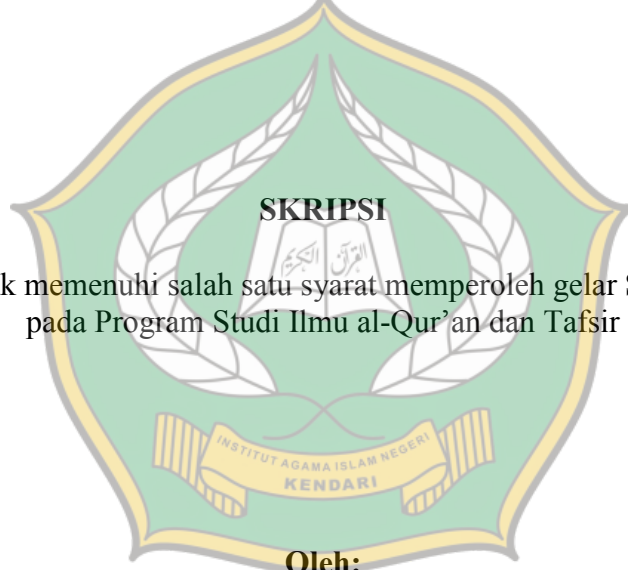 SKRIPSI
القرآن الكريم
k memenuhi salah satu syarat memperoleh gelar S
pada Program Studi Ilmu al-Qur’an dan Tafsir
INSTITUT AGAMA ISLAM NEGERI
KENDARI
Oleh: